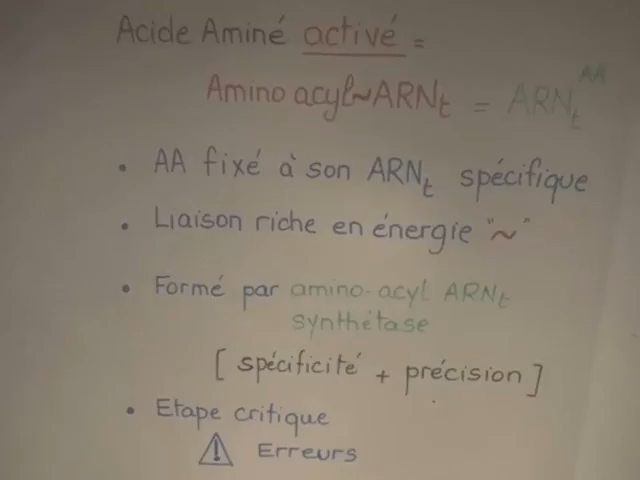 Acide Aminé activé =
Amino acyl~ARNt = ARNt AA
• AA fixé à son ARNt spécifique
• Liaison riche en énergie "~"
• Formé par amino-acyl ARNt
synthétase
[ spécificité + précision ]
• Etape critique
⚠ Erreurs